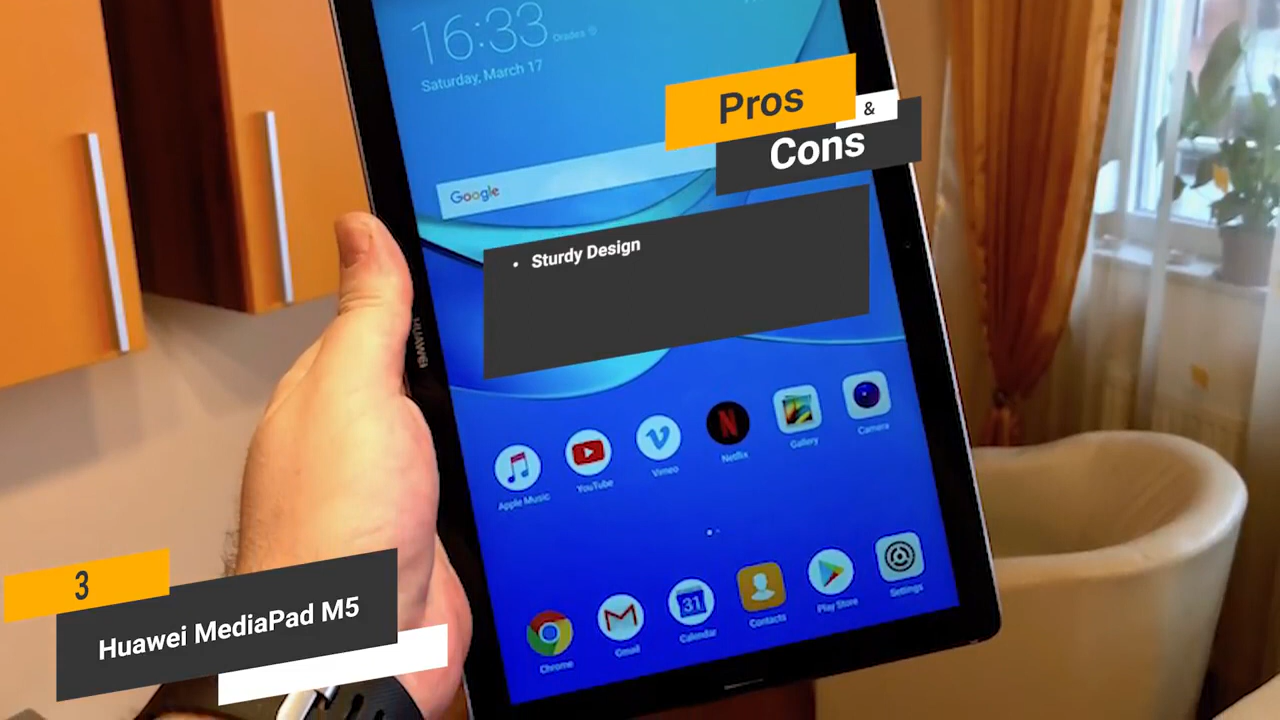 16:33
Oradea
Saturday, March 17
Pros
&
Cons
Google
• Sturdy Design
HUAWEI
Apple Music
YouTube
Vimeo
Netflix
Gallery
Camera
31
Chrome
Gmail
Calendar
Contacts
Play Store
Settings
3
Huawei MediaPad M5